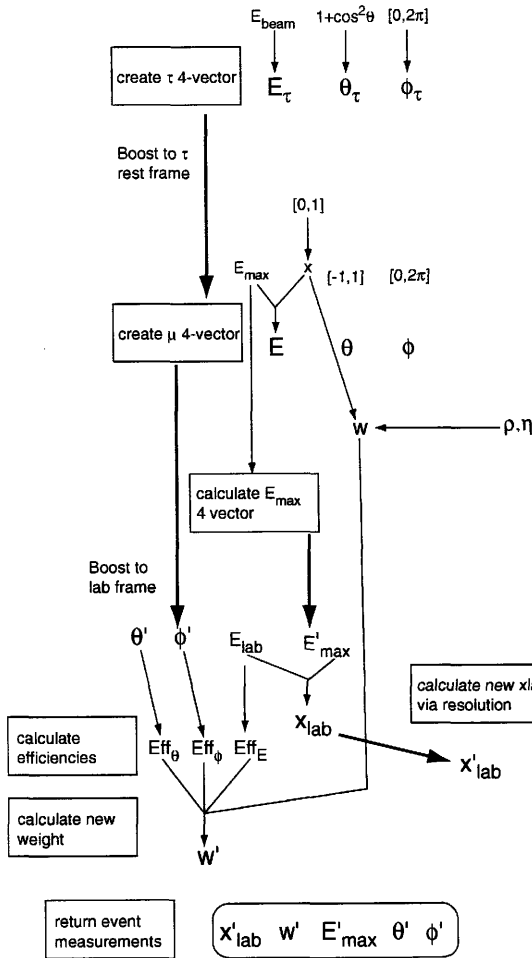 E_beam 1+cos²θ [0,2π]
create τ 4-vector
E_τ θ_τ φ_τ
Boost to τ
rest frame
[0,1]
E_max x [-1,1] [0,2π]
create μ 4-vector
E θ φ
w ρ,η
calculate E_max
4 vector
Boost to
lab frame
θ' φ' E_lab E'_max
calculate new xla
via resolution
x_lab
x'_lab
calculate
efficiencies
Eff_θ Eff_φ Eff_E
calculate new
weight
w'
return event
measurements
x'_lab w' E'_max θ' φ'